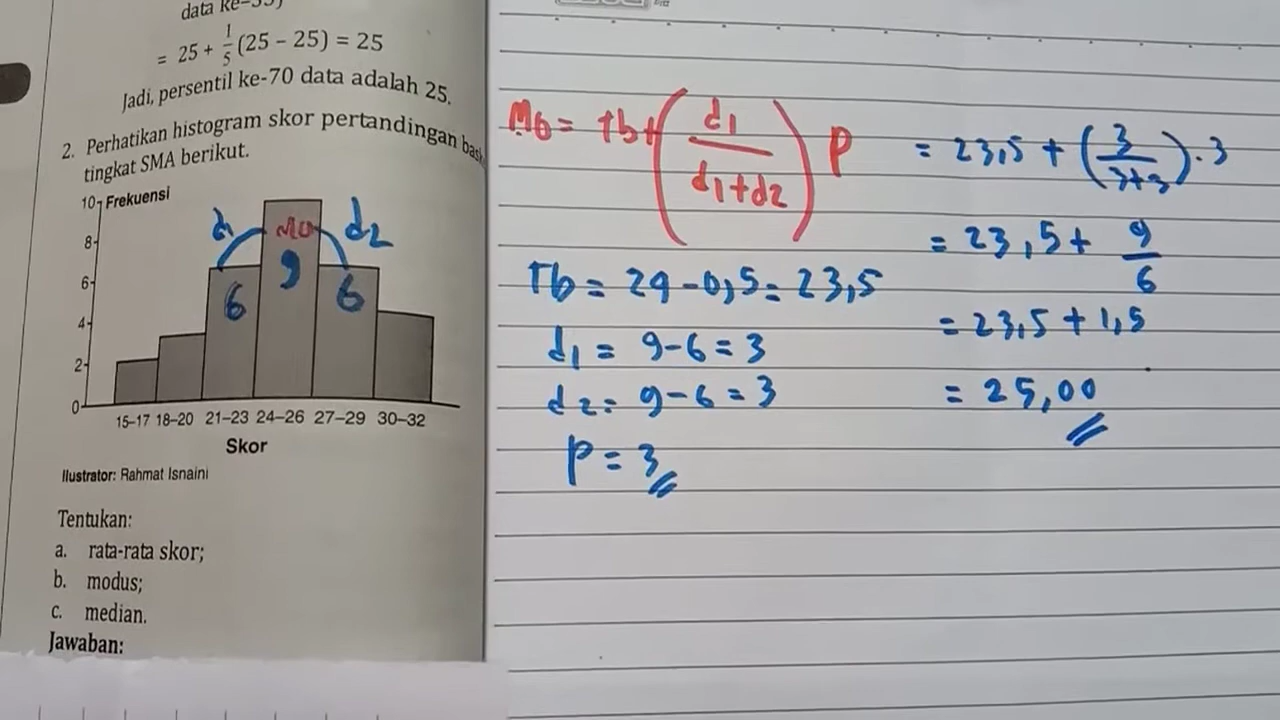 data ke-35)
= 25 + 1/5 (25 – 25) = 25
Jadi, persentil ke-70 data adalah 25.
2. Perhatikan histogram skor pertandingan
tingkat SMA berikut.
Frekuensi
10
8
6
4
2
0
d1 Mo d2
6 9 6
15–17 18–20 21–23 24–26 27–29 30–32
Skor
Ilustrator: Rahmat Isnaini
Tentukan:
a. rata-rata skor;
b. modus;
c. median.
Jawaban:
Mo = Tb + (d1/d1+d2) P
Tb = 24 - 0,5 = 23,5
d1 = 9-6 = 3
d2 = 9-6 = 3
P = 3
= 23,5 + (3/3+3) . 3
= 23,5 + 9/6
= 23,5 + 1,5
= 25,00